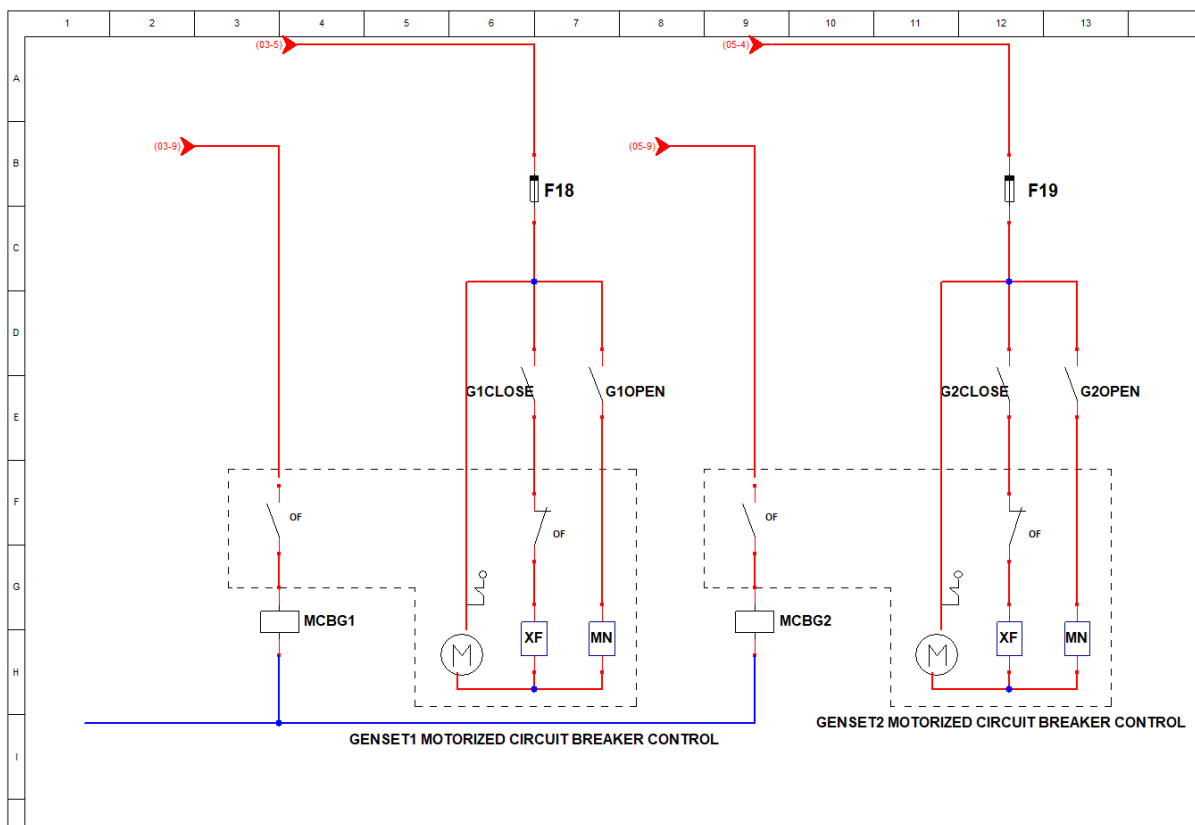 1 2 3 4 5 6 7 8 9 10 11 12 13
(03-5) (05-4)
A
(03-9) (05-9)
B
F18 F19
C
D
G1CLOSE G1OPEN G2CLOSE G2OPEN
E
F
OF OF
OF OF
G
MCBG1 MCBG2
XF MN XF MN
M M
H
GENSET2 MOTORIZED CIRCUIT BREAKER CONTROL
GENSET1 MOTORIZED CIRCUIT BREAKER CONTROL
I